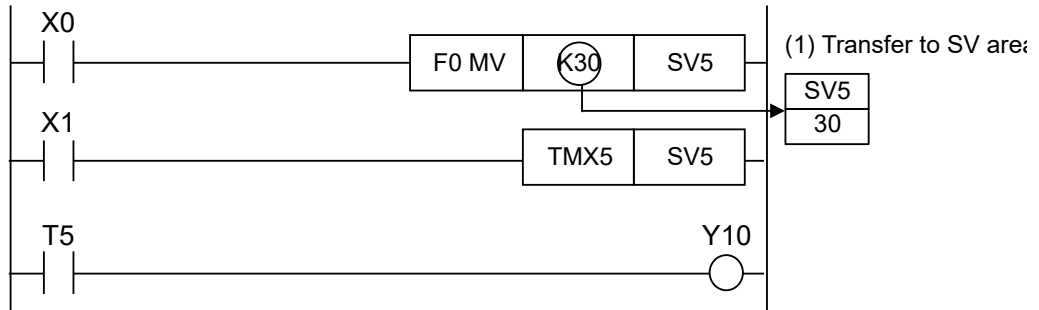 X0
F0 MV K30 SV5
(1) Transfer to SV area
SV5
30
X1
TMX5 SV5
T5
Y10